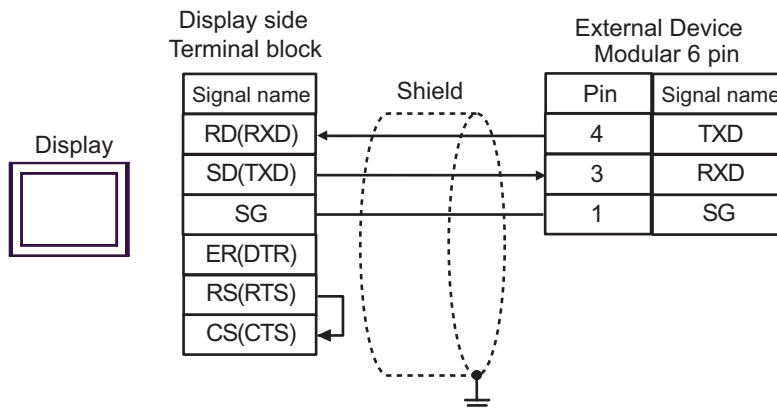 Display side
Terminal block
External Device
Modular 6 pin
Signal name
Shield
Pin
Signal name
RD(RXD)
4
TXD
Display
SD(TXD)
3
RXD
SG
1
SG
ER(DTR)
RS(RTS)
CS(CTS)